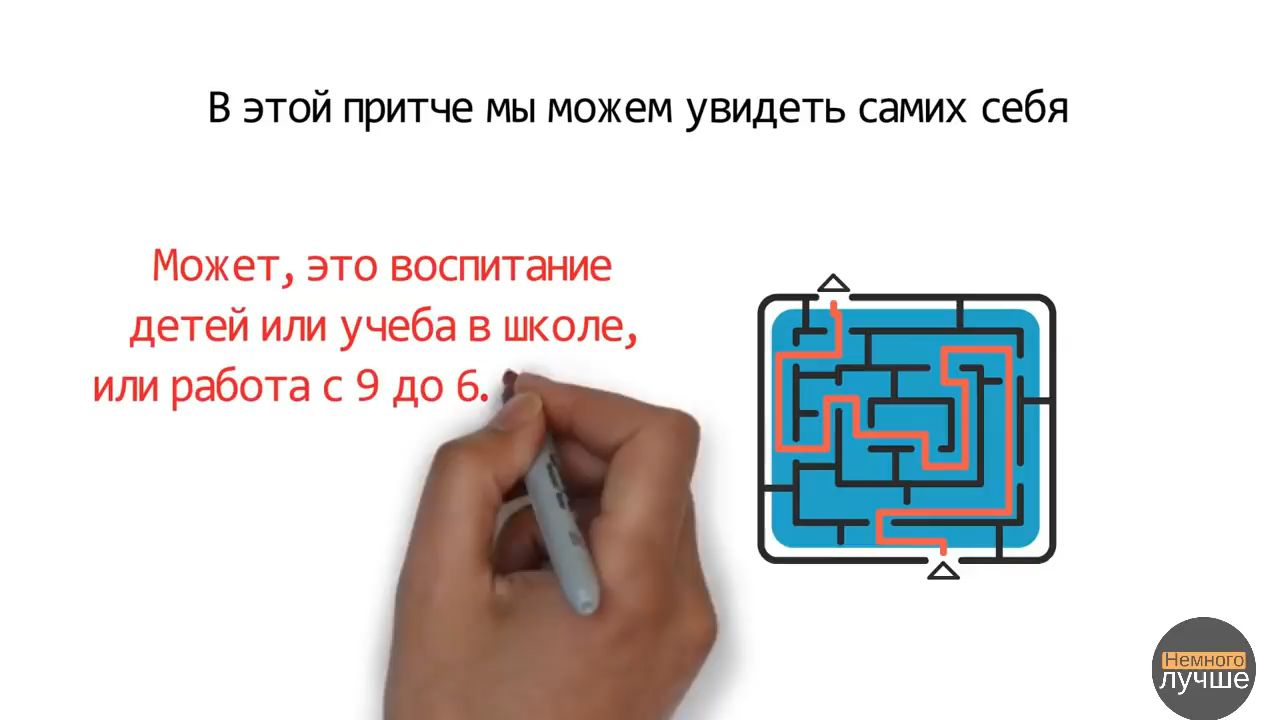 В этой притче мы можем увидеть самих себя
Может, это воспитание
детей или учеба в школе,
или работа с 9 до 6.
Немного
лучше